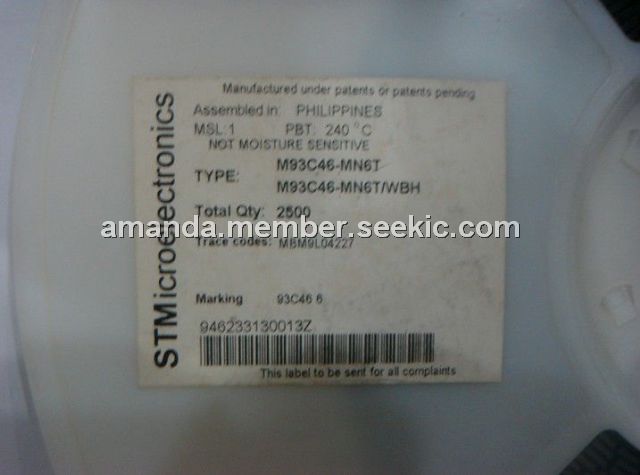 STMicroelectronics
Manufactured under patents or patents pending
Assembled in: PHILIPPINES
MSL: 1 PBT: 240 °C
NOT MOISTURE SENSITIVE
TYPE: M93C46-MN6T
M93C46-MN6T/WBH
Total Qty: 2500
amanda.mwrf.seekic.com
Trace codes: MBM9L04227
Marking 93C46 6
946233130013Z
This label to be sent for all complaints